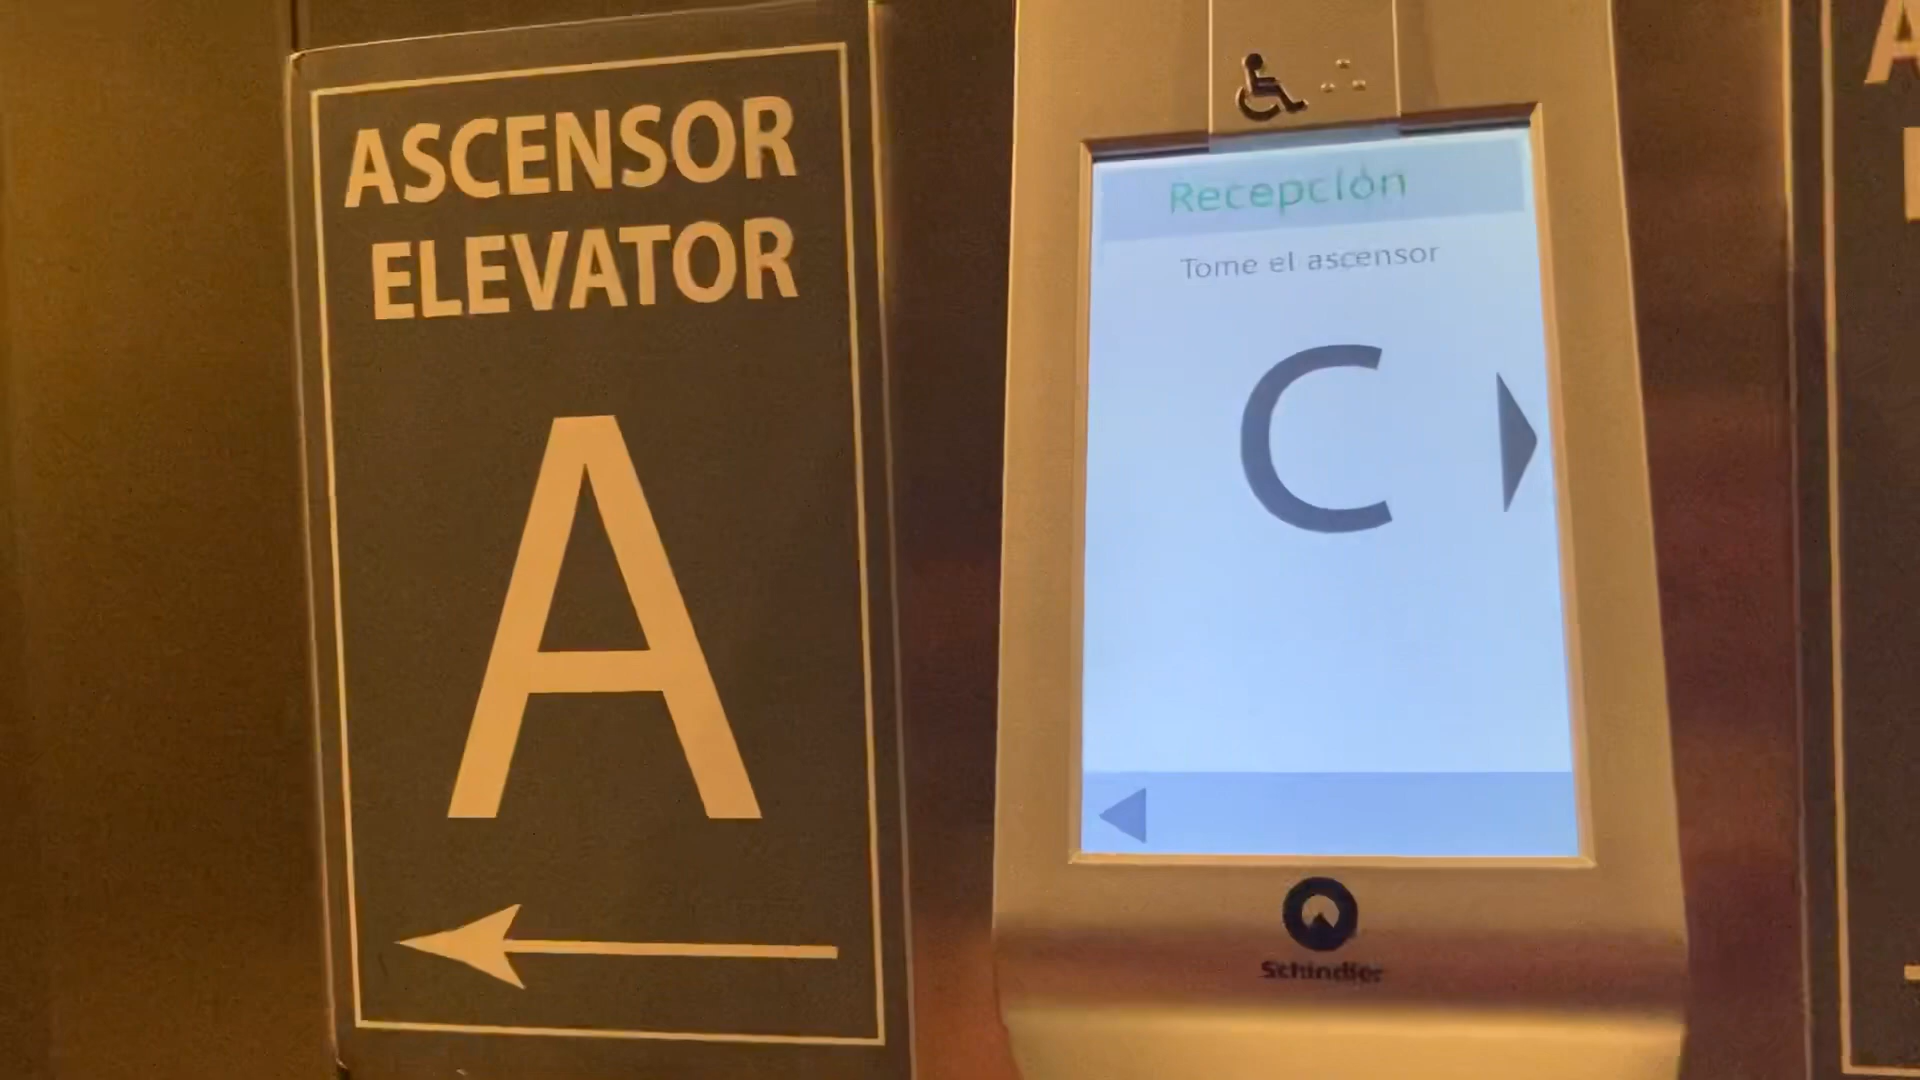 ASCENSOR
ELEVATOR
A
Recepción
Tome el ascensor
C
Schindler